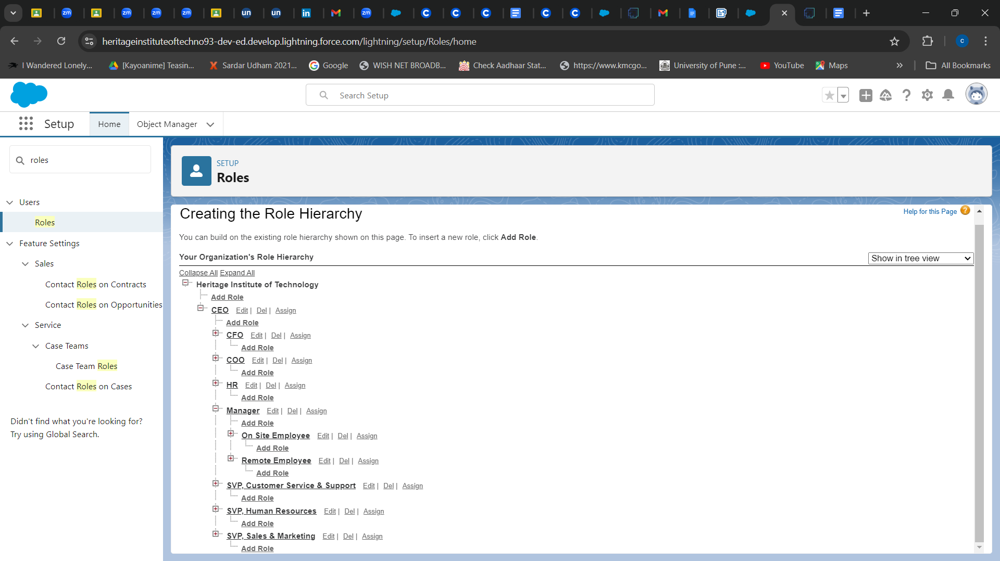 zm
zm
zm
zm
un
un
in
zm
C
C
C
C
C
heritageinstituteoftechno93-dev-ed.develop.lightning.force.com/lightning/setup/Roles/home
C
I Wandered Lonely...
[Kayoanime] Teasin...
Sardar Udham 2021...
Google
WISH NET BROADB...
Check Aadhaar Stat...
https://www.kmcgo...
University of Pune :...
YouTube
Maps
All Bookmarks
Search Setup
Setup
Home
Object Manager
roles
Users
Roles
Feature Settings
Sales
Contact Roles on Contracts
Contact Roles on Opportunities
Service
Case Teams
Case Team Roles
Contact Roles on Cases
Didn't find what you're looking for?
Try using Global Search.
SETUP
Roles
Creating the Role Hierarchy
Help for this Page ?
You can build on the existing role hierarchy shown on this page. To insert a new role, click Add Role.
Your Organization's Role Hierarchy
Show in tree view
Collapse All Expand All
Heritage Institute of Technology
Add Role
CEO Edit | Del | Assign
Add Role
CFO Edit | Del | Assign
Add Role
COO Edit | Del | Assign
Add Role
HR Edit | Del | Assign
Add Role
Manager Edit | Del | Assign
Add Role
On Site Employee Edit | Del | Assign
Add Role
Remote Employee Edit | Del | Assign
Add Role
SVP, Customer Service & Support Edit | Del | Assign
Add Role
SVP, Human Resources Edit | Del | Assign
Add Role
SVP, Sales & Marketing Edit | Del | Assign
Add Role